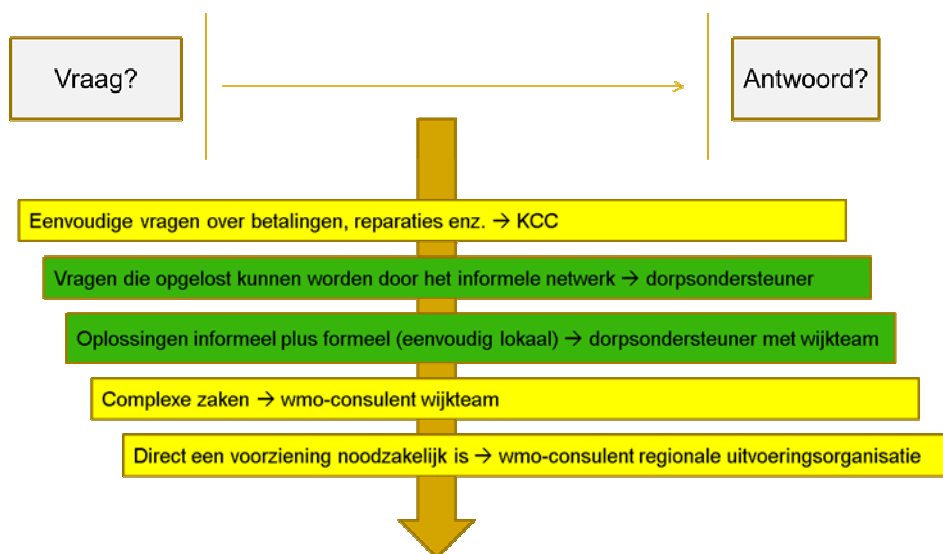 Vraag?
Antwoord?
Eenvoudige vragen over betalingen, reparaties enz. → KCC
Vragen die opgelost kunnen worden door het informele netwerk → dorpsondersteuner
Oplossingen informeel plus formeel (eenvoudig lokaal) → dorpsondersteuner met wijkteam
Complexe zaken → wmo-consulent wijkteam
Direct een voorziening noodzakelijk is → wmo-consulent regionale uitvoeringsorganisatie